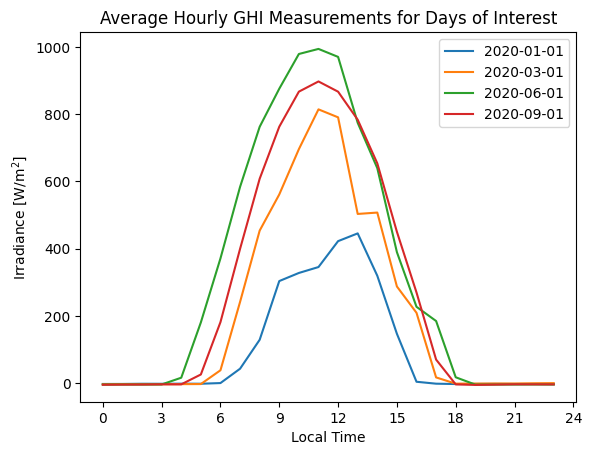 Average Hourly GHI Measurements for Days of Interest
2020-01-01
2020-03-01
2020-06-01
2020-09-01
Irradiance [W/m²]
1000
800
600
400
200
0
0 3 6 9 12 15 18 21 24
Local Time